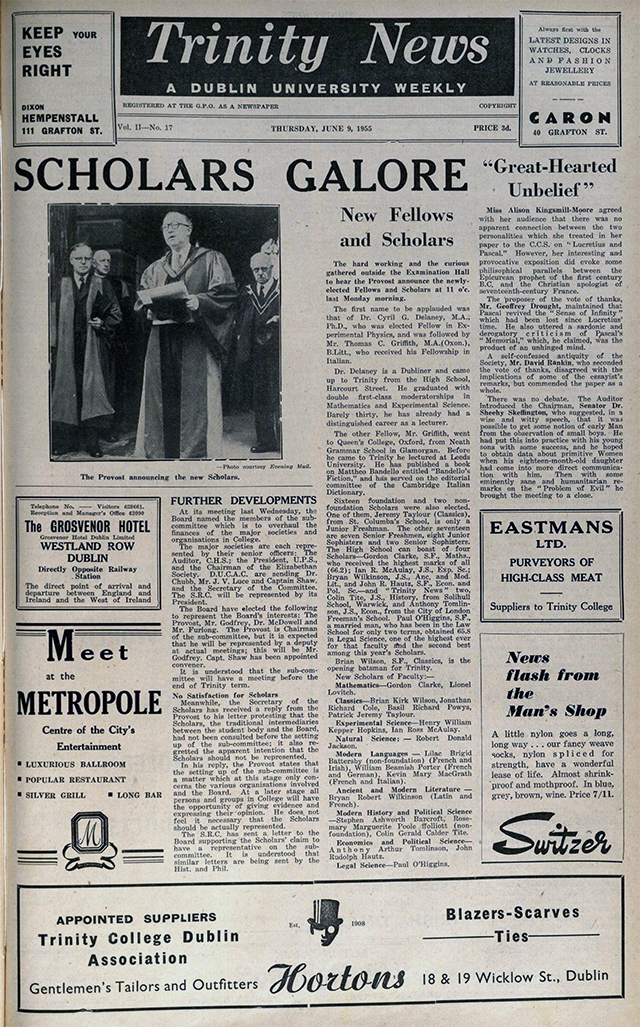 KEEP YOUR
EYES
RIGHT
DIXON
HEMPENSTALL
111 GRAFTON ST.
Trinity News
A DUBLIN UNIVERSITY WEEKLY
REGISTERED AT THE G.P.O. AS A NEWSPAPER COPYRIGHT
Vol. II—No. 17 THURSDAY, JUNE 9, 1955 PRICE 3d.
Always first with the
LATEST DESIGNS IN
WATCHES, CLOCKS
AND FASHION
JEWELLERY
AT REASONABLE PRICES
CARON
40 GRAFTON ST.
SCHOLARS GALORE
—Photo courtesy Evening Mail.
The Provost announcing the new Scholars.
New Fellows
and Scholars
The hard working and the curious
gathered outside the Examination Hall
to hear the Provost announce the newly-
elected Fellows and Scholars at 11 o'c.
last Monday morning.
The first name to be applauded was
that of Dr. Cyril G. Delaney, M.A.,
Ph.D., who was elected Fellow in Ex-
perimental Physics, and was followed by
Mr. Thomas C. Griffith, M.A.(Oxon.),
B.Litt., who received his Fellowship in
Italian.
Dr. Delaney is a Dubliner and came
up to Trinity from the High School,
Harcourt Street. He graduated with
double first-class moderatorships in
Mathematics and Experimental Science.
Barely thirty, he has already had a
distinguished career as a lecturer.
The other Fellow, Mr. Griffith, went
to Queen's College, Oxford, from Neath
Grammar School in Glamorgan. Before
he came to Trinity he lectured at Leeds
University. He has published a book
on Mattheo Bandello entitled "Bandello's
Fiction," and has served on the editorial
committee of the Cambridge Italian
Dictionary.
Sixteen foundation and two non-
foundation Scholars were also elected.
One of them, Jeremy Taylour (Classics),
from St. Columba's School, is only a
Junior Freshman. The other seventeen
are seven Senior Freshmen, eight Junior
Sophisters and two Senior Sophisters.
The High School can boast of four
Scholars—Gordon Clarke, S.F., Maths.,
who received the highest marks of all
(66.2); Ian R. McAulay, J.S., Exp. Sc.;
Bryan Wilkinson, J.S., Anc. and Mod.
Lit., and John R. Hautz, S.F., Econ. and
Pol. Sc.—and "Trinity News" two,
Colin Tite, J.S., History, from Solihull
School, Warwick, and Anthony Tomlin-
son, J.S., Econ., from the City of London
Freeman's School. Paul O'Higgins, S.F.,
a married man, who has been in the Law
School for only two terms, obtained 65.8
in Legal Science, one of the highest ever
for that faculty and the second best
among this year's Scholars.
Brian Wilson, S.F., Classics, is the
opening batsman for Trinity.
New Scholars of Faculty:—
Mathematics—Gordon Clarke, Lionel
Lovitch.
Classics—Brian Kirk Wilson, Jonathan
Richard Cole, Basil Richard Fowyn,
Patrick Jeremy Taylour.
Experimental Science—Henry William
Kepper Hopkins, Ian Ross McAulay.
Natural Science: — Robert Donald
Jackson.
Modern Languages — Lilac Brigid
Battersby (non-foundation) (French and
Irish), William Beamish Forter (French
and German), Kevin Mary MacGrath
(French and Italian).
Ancient and Modern Literature —
Bryan Robert Wilkinson (Latin and
French).
Modern History and Political Science
—Stephen Ashworth Barcroft, Rose-
mary Marguerite Poole ffolliott (non-
foundation), Colin Gerald Calder Tite.
Economics and Political Science—
Anthony Arthur Tomlinson, John
Rudolph Hautz.
Legal Science—Paul O'Higgins.
"Great-Hearted
Unbelief"
Miss Alison Kingsmill-Moore agreed
with her audience that there was no
apparent connection between the two
personalities which she treated in her
paper to the C.C.S. on "Lucretius and
Pascal." However, her interesting and
provocative exposition did evoke some
philosphical parallels between the
Epicurean prophet of the first century
B.C. and the Christian apologist of
seventeenth-century France.
The proposer of the vote of thanks,
Mr. Geoffrey Drought, maintained that
Pascal revived the "Sense of Infinity"
which had been lost since Lucretius'
time. He also uttered a sardonic and
derogatory criticism of Pascal's
"Memorial," which, he claimed, was the
product of an unhinged mind.
A self-confessed antiquity of the
Society, Mr. David Rankin, who seconded
the vote of thanks, disagreed with the
implications of some of the essayist's
remarks, but commended the paper as a
whole.
There was no debate. The Auditor
introduced the Chairman, Senator Dr.
Sheehy Skeffington, who suggested, in a
wise and witty speech, that it was
possible to get some notion of early Man
from the observation of small boys. He
had put this into practice with his young
sons with some success, and he hoped
to obtain data about primitive Women
when his eighteen-month-old daughter
had come into more direct communica-
tion with him. Then with some
eminently sane and humanitarian re-
marks on the "Problem of Evil" he
brought the meeting to a close.
Telephone No. — Visitors 620661.
Reception and Manager's Office 62090
The GROSVENOR HOTEL
Grosvenor Hotel Dublin Limited
WESTLAND ROW
DUBLIN
Directly Opposite Railway
Station
The direct point of arrival and
departure between England and
Ireland and the West of Ireland
Meet
at the
METROPOLE
Centre of the City's
Entertainment
LUXURIOUS BALLROOM
POPULAR RESTAURANT
SILVER GRILL LONG BAR
M
FURTHER DEVELOPMENTS
At its meeting last Wednesday, the
Board named the members of the sub-
committee which is to overhaul the
finances of the major societies and
organisations in College.
The major societies are each repre-
sented by their senior officers: The
Auditor, C.H.S.; the President, U.P.S.,
and the Chairman of the Elizabethan
Society. D.U.C.A.C. are sending Dr.
Chubb, Mr. J. V. Luce and Captain Shaw,
and the Secretary of the Committee.
The S.R.C. will be represented by its
President.
The Board have elected the following
to represent the Board's interests: The
Provost, Mr. Godfrey, Dr. McDowell and
Mr. Furlong. The Provost is Chairman
of the sub-committee, but it is expected
that he will be represented by a deputy
at actual meetings; this will be Mr.
Godfrey. Capt. Shaw has been appointed
convener.
It is understood that the sub-com-
mittee will have a meeting before the
end of Trinity term.
No Satisfaction for Scholars
Meanwhile, the Secretary of the
Scholars has received a reply from the
Provost to his letter protesting that the
Scholars, the traditional intermediaries
between the student body and the Board,
had not been consulted before the setting
up of the sub-committee; it also re-
gretted the apparent intention that the
Scholars should not be represented.
In his reply, the Provost states that
the setting up of the sub-committee is
a matter which at this stage only con-
cerns the various organisations involved
and the Board. At a later stage all
persons and groups in College will have
the opportunity of giving evidence and
expressing their opinion. He does not
feel it necessary that the Scholars
should be actually represented.
The S.R.C. has sent a letter to the
Board supporting the Scholars' claim to
have a representative on the sub-
committee. It is understood that
similar letters are being sent by the
Hist. and Phil.
EASTMANS
LTD.
PURVEYORS OF
HIGH-CLASS MEAT
Suppliers to Trinity College
News
flash from
the
Man's Shop
A little nylon goes a long,
long way . . . our fancy weave
socks, nylon spliced for
strength, have a wonderful
lease of life. Almost shrink-
proof and mothproof. In blue,
grey, brown, wine. Price 7/11.
Switzer
APPOINTED SUPPLIERS
Trinity College Dublin
Association
Gentlemen's Tailors and Outfitters
Est. 1908
Hortons
Blazers-Scarves
Ties
18 & 19 Wicklow St., Dublin